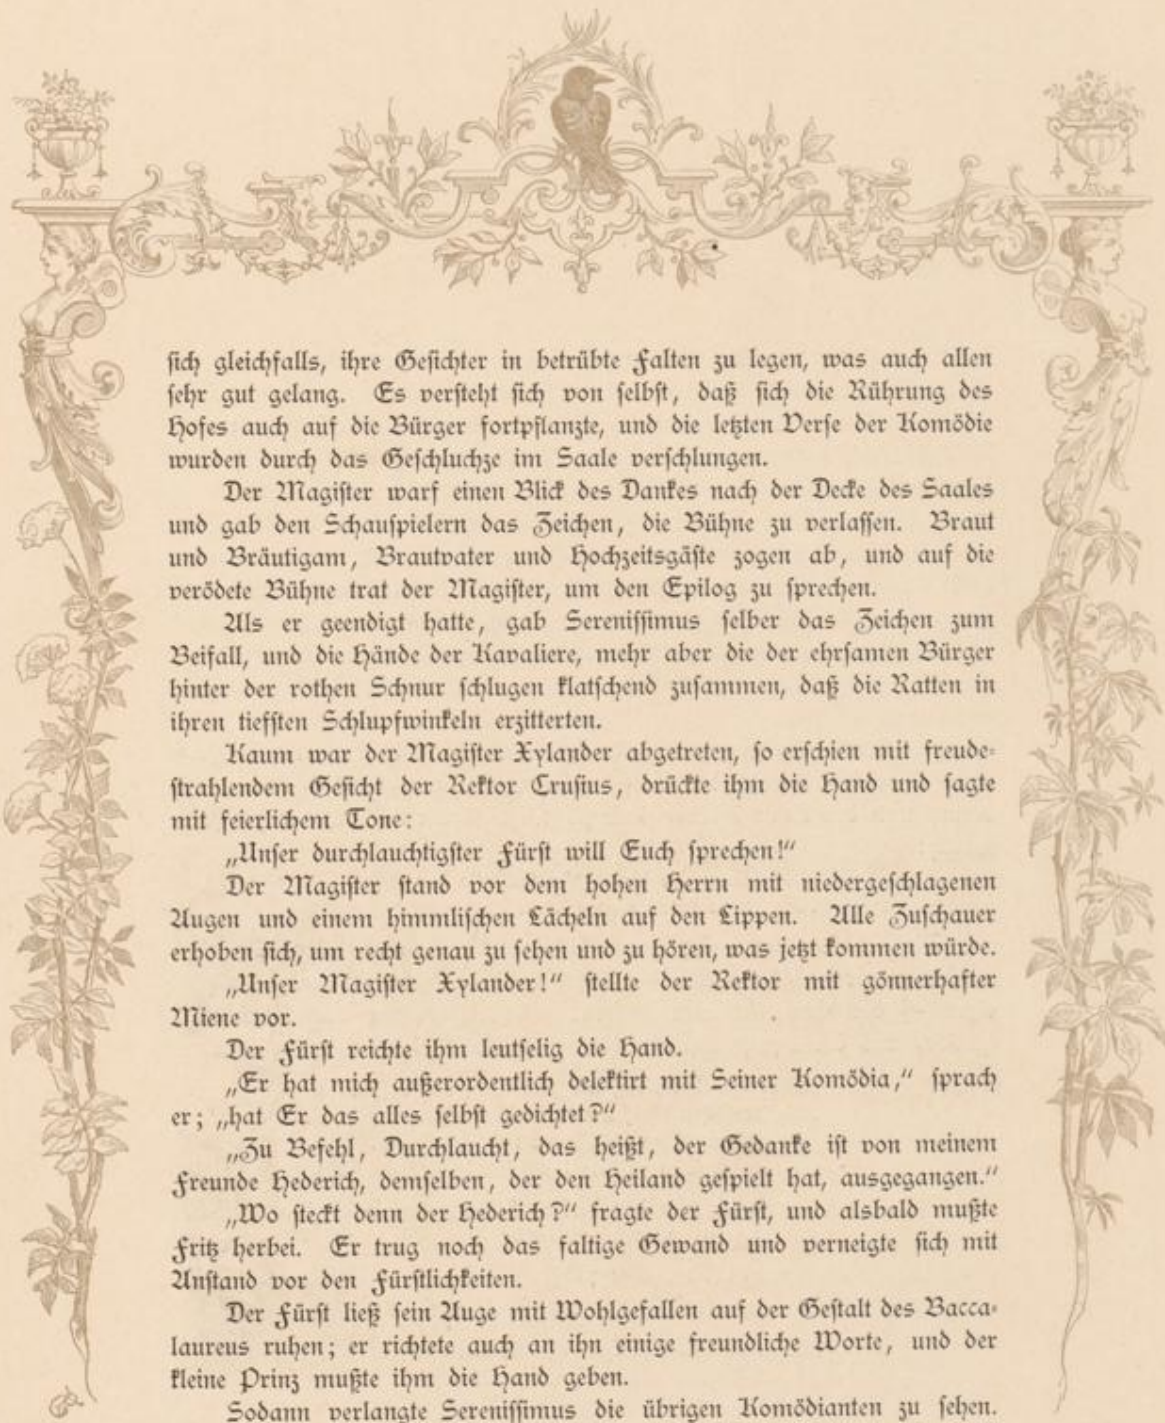 sich gleichfalls, ihre Gesichter in betrübte Falten zu legen, was auch allen
sehr gut gelang. Es versteht sich von selbst, daß sich die Rührung des
Hofes auch auf die Bürger fortpflanzte, und die letzten Verse der Komödie
wurden durch das Geschluchze im Saale verschlungen.
Der Magister warf einen Blick des Dankes nach der Decke des Saales
und gab den Schauspielern das Zeichen, die Bühne zu verlassen. Braut
und Bräutigam, Brautvater und Hochzeitsgäste zogen ab, und auf die
verödete Bühne trat der Magister, um den Epilog zu sprechen.
Als er geendigt hatte, gab Serenissimus selber das Zeichen zum
Beifall, und die Hände der Kavaliere, mehr aber die der ehrsamen Bürger
hinter der rothen Schnur schlugen klatschend zusammen, daß die Ratten in
ihren tiefsten Schlupfwinkeln erzitterten.
Kaum war der Magister Xylander abgetreten, so erschien mit freude-
strahlendem Gesicht der Rektor Crusius, drückte ihm die Hand und sagte
mit feierlichem Tone:
„Unser durchlauchtigster Fürst will Euch sprechen!“
Der Magister stand vor dem hohen Herrn mit niedergeschlagenen
Augen und einem himmlischen Lächeln auf den Lippen. Alle Zuschauer
erhoben sich, um recht genau zu sehen und zu hören, was jetzt kommen würde.
„Unser Magister Xylander!“ stellte der Rektor mit gönnerhafter
Miene vor.
Der Fürst reichte ihm leutselig die Hand.
„Er hat mich außerordentlich delektirt mit Seiner Komödia,“ sprach
er; „hat Er das alles selbst gedichtet?“
„Zu Befehl, Durchlaucht, das heißt, der Gedanke ist von meinem
Freunde Hederich, demselben, der den Heiland gespielt hat, ausgegangen.“
„Wo steckt denn der Hederich?“ fragte der Fürst, und alsbald mußte
Fritz herbei. Er trug noch das faltige Gewand und verneigte sich mit
Anstand vor den Fürstlichkeiten.
Der Fürst ließ sein Auge mit Wohlgefallen auf der Gestalt des Bacca-
laureus ruhen; er richtete auch an ihn einige freundliche Worte, und der
kleine Prinz mußte ihm die Hand geben.
Sodann verlangte Serenissimus die übrigen Komödianten zu sehen.